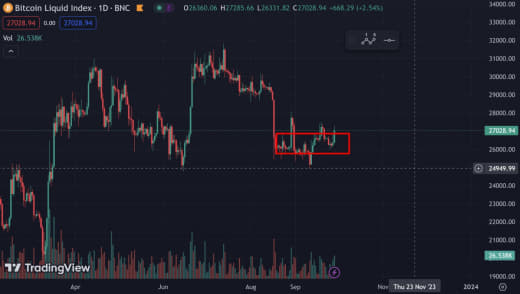 Bitcoin Liquid Index · 1D · BNC O26360.06 H27285.66 L26331.82 C27028.94 +668.29 (+2.54%)
27028.94 0.00 27028.94
Vol 26.538K
34000.00
33000.00
32000.00
31000.00
30000.00
29000.00
28000.00
27028.94
26000.00
24949.99
24000.00
23000.00
22000.00
21000.00
26.538K
19000.00
TradingView
Apr Jun Aug Sep Nov Thu 23 Nov '23 2024